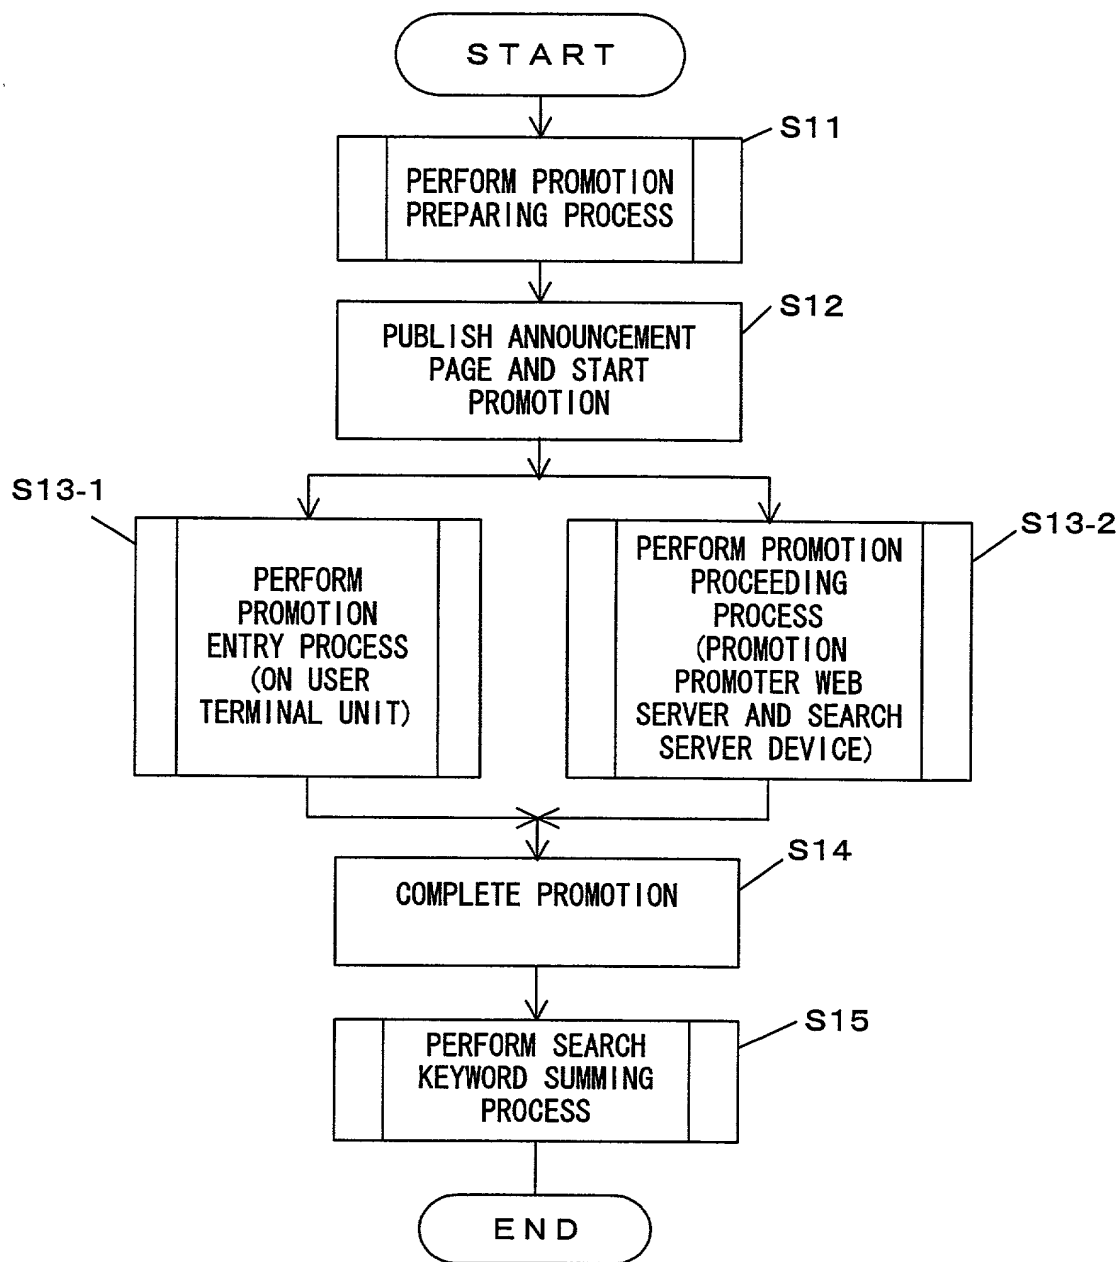 START
S11
PERFORM PROMOTION
PREPARING PROCESS
S12
PUBLISH ANNOUNCEMENT
PAGE AND START
PROMOTION
S13-1
PERFORM
PROMOTION
ENTRY PROCESS
(ON USER
TERMINAL UNIT)
S13-2
PERFORM PROMOTION
PROCEEDING
PROCESS
(PROMOTION
PROMOTER WEB
SERVER AND SEARCH
SERVER DEVICE)
S14
COMPLETE PROMOTION
S15
PERFORM SEARCH
KEYWORD SUMMING
PROCESS
END